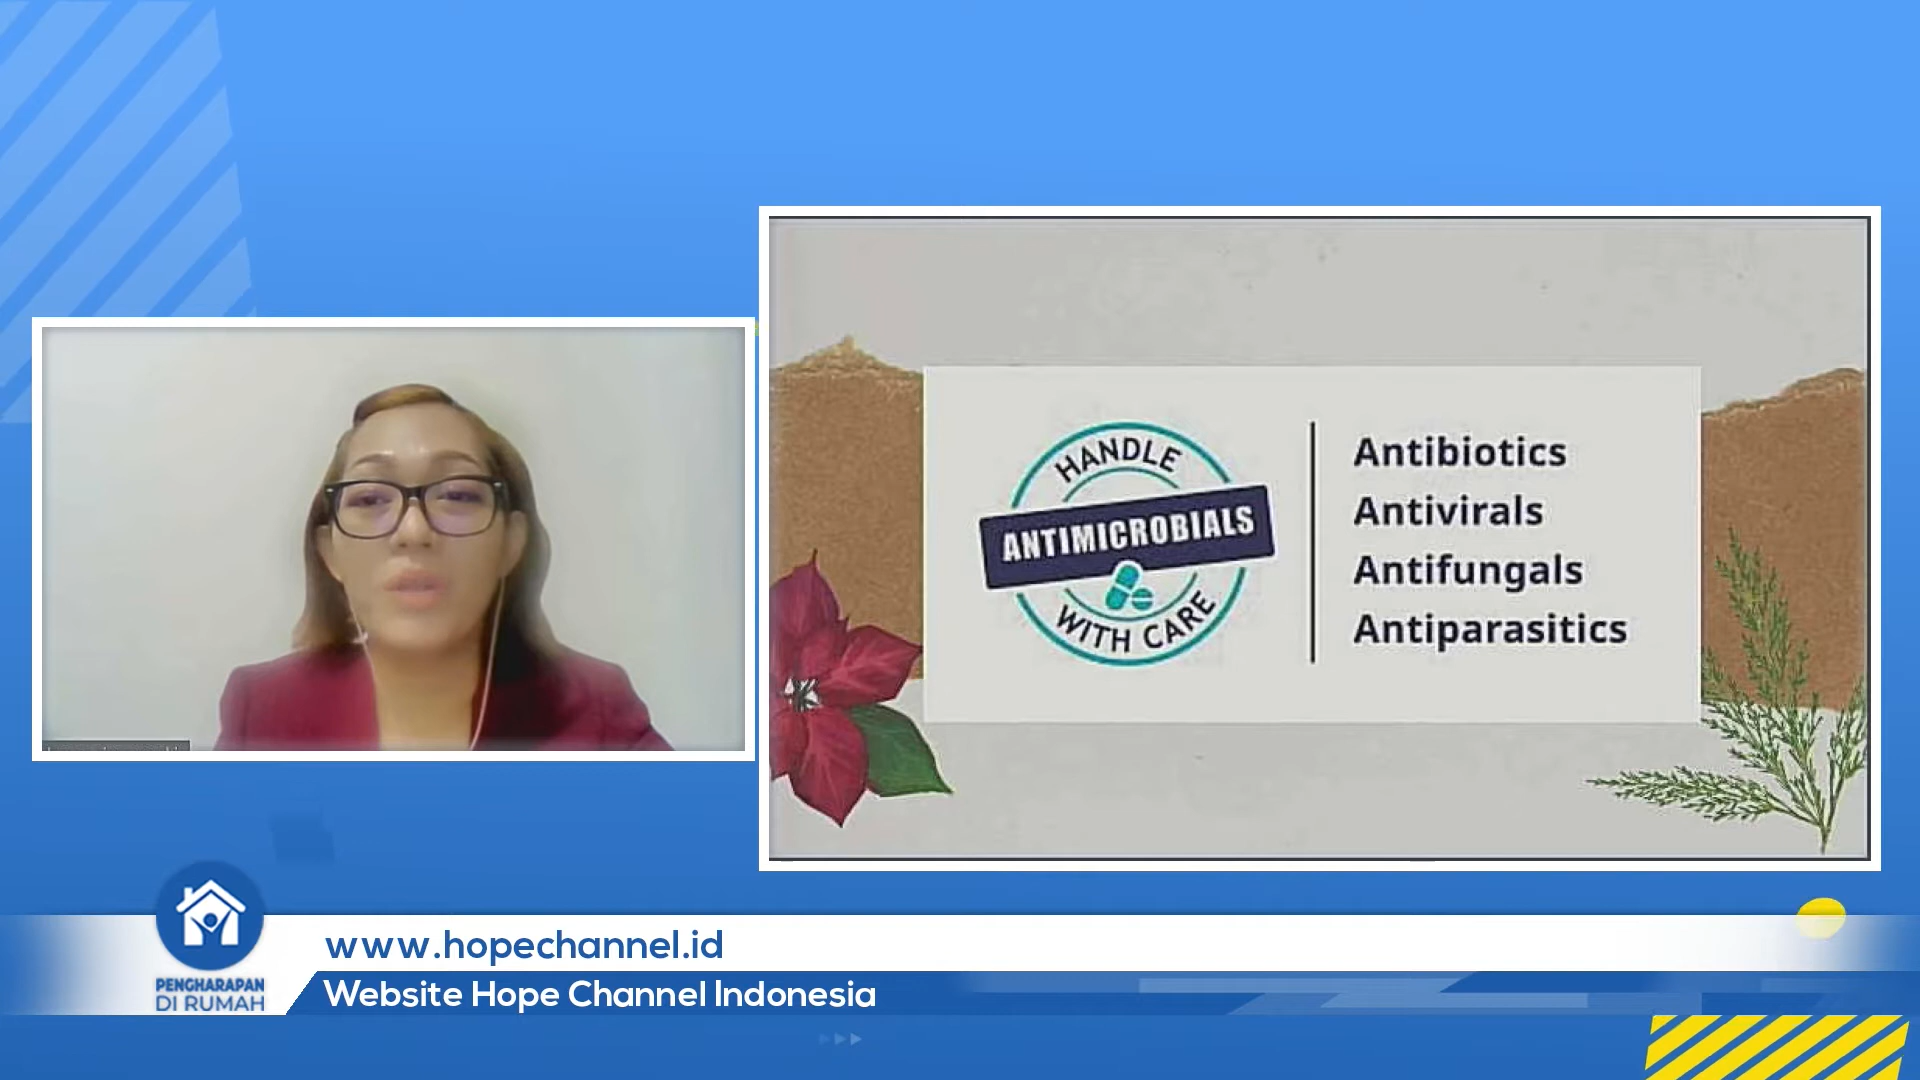 HANDLE
ANTIMICROBIALS
WITH CARE
Antibiotics
Antivirals
Antifungals
Antiparasitics
www.hopechannel.id
Website Hope Channel Indonesia
PENGHARAPAN
DI RUMAH